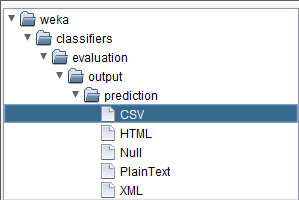 weka
classifiers
evaluation
output
prediction
CSV
HTML
Null
PlainText
XML